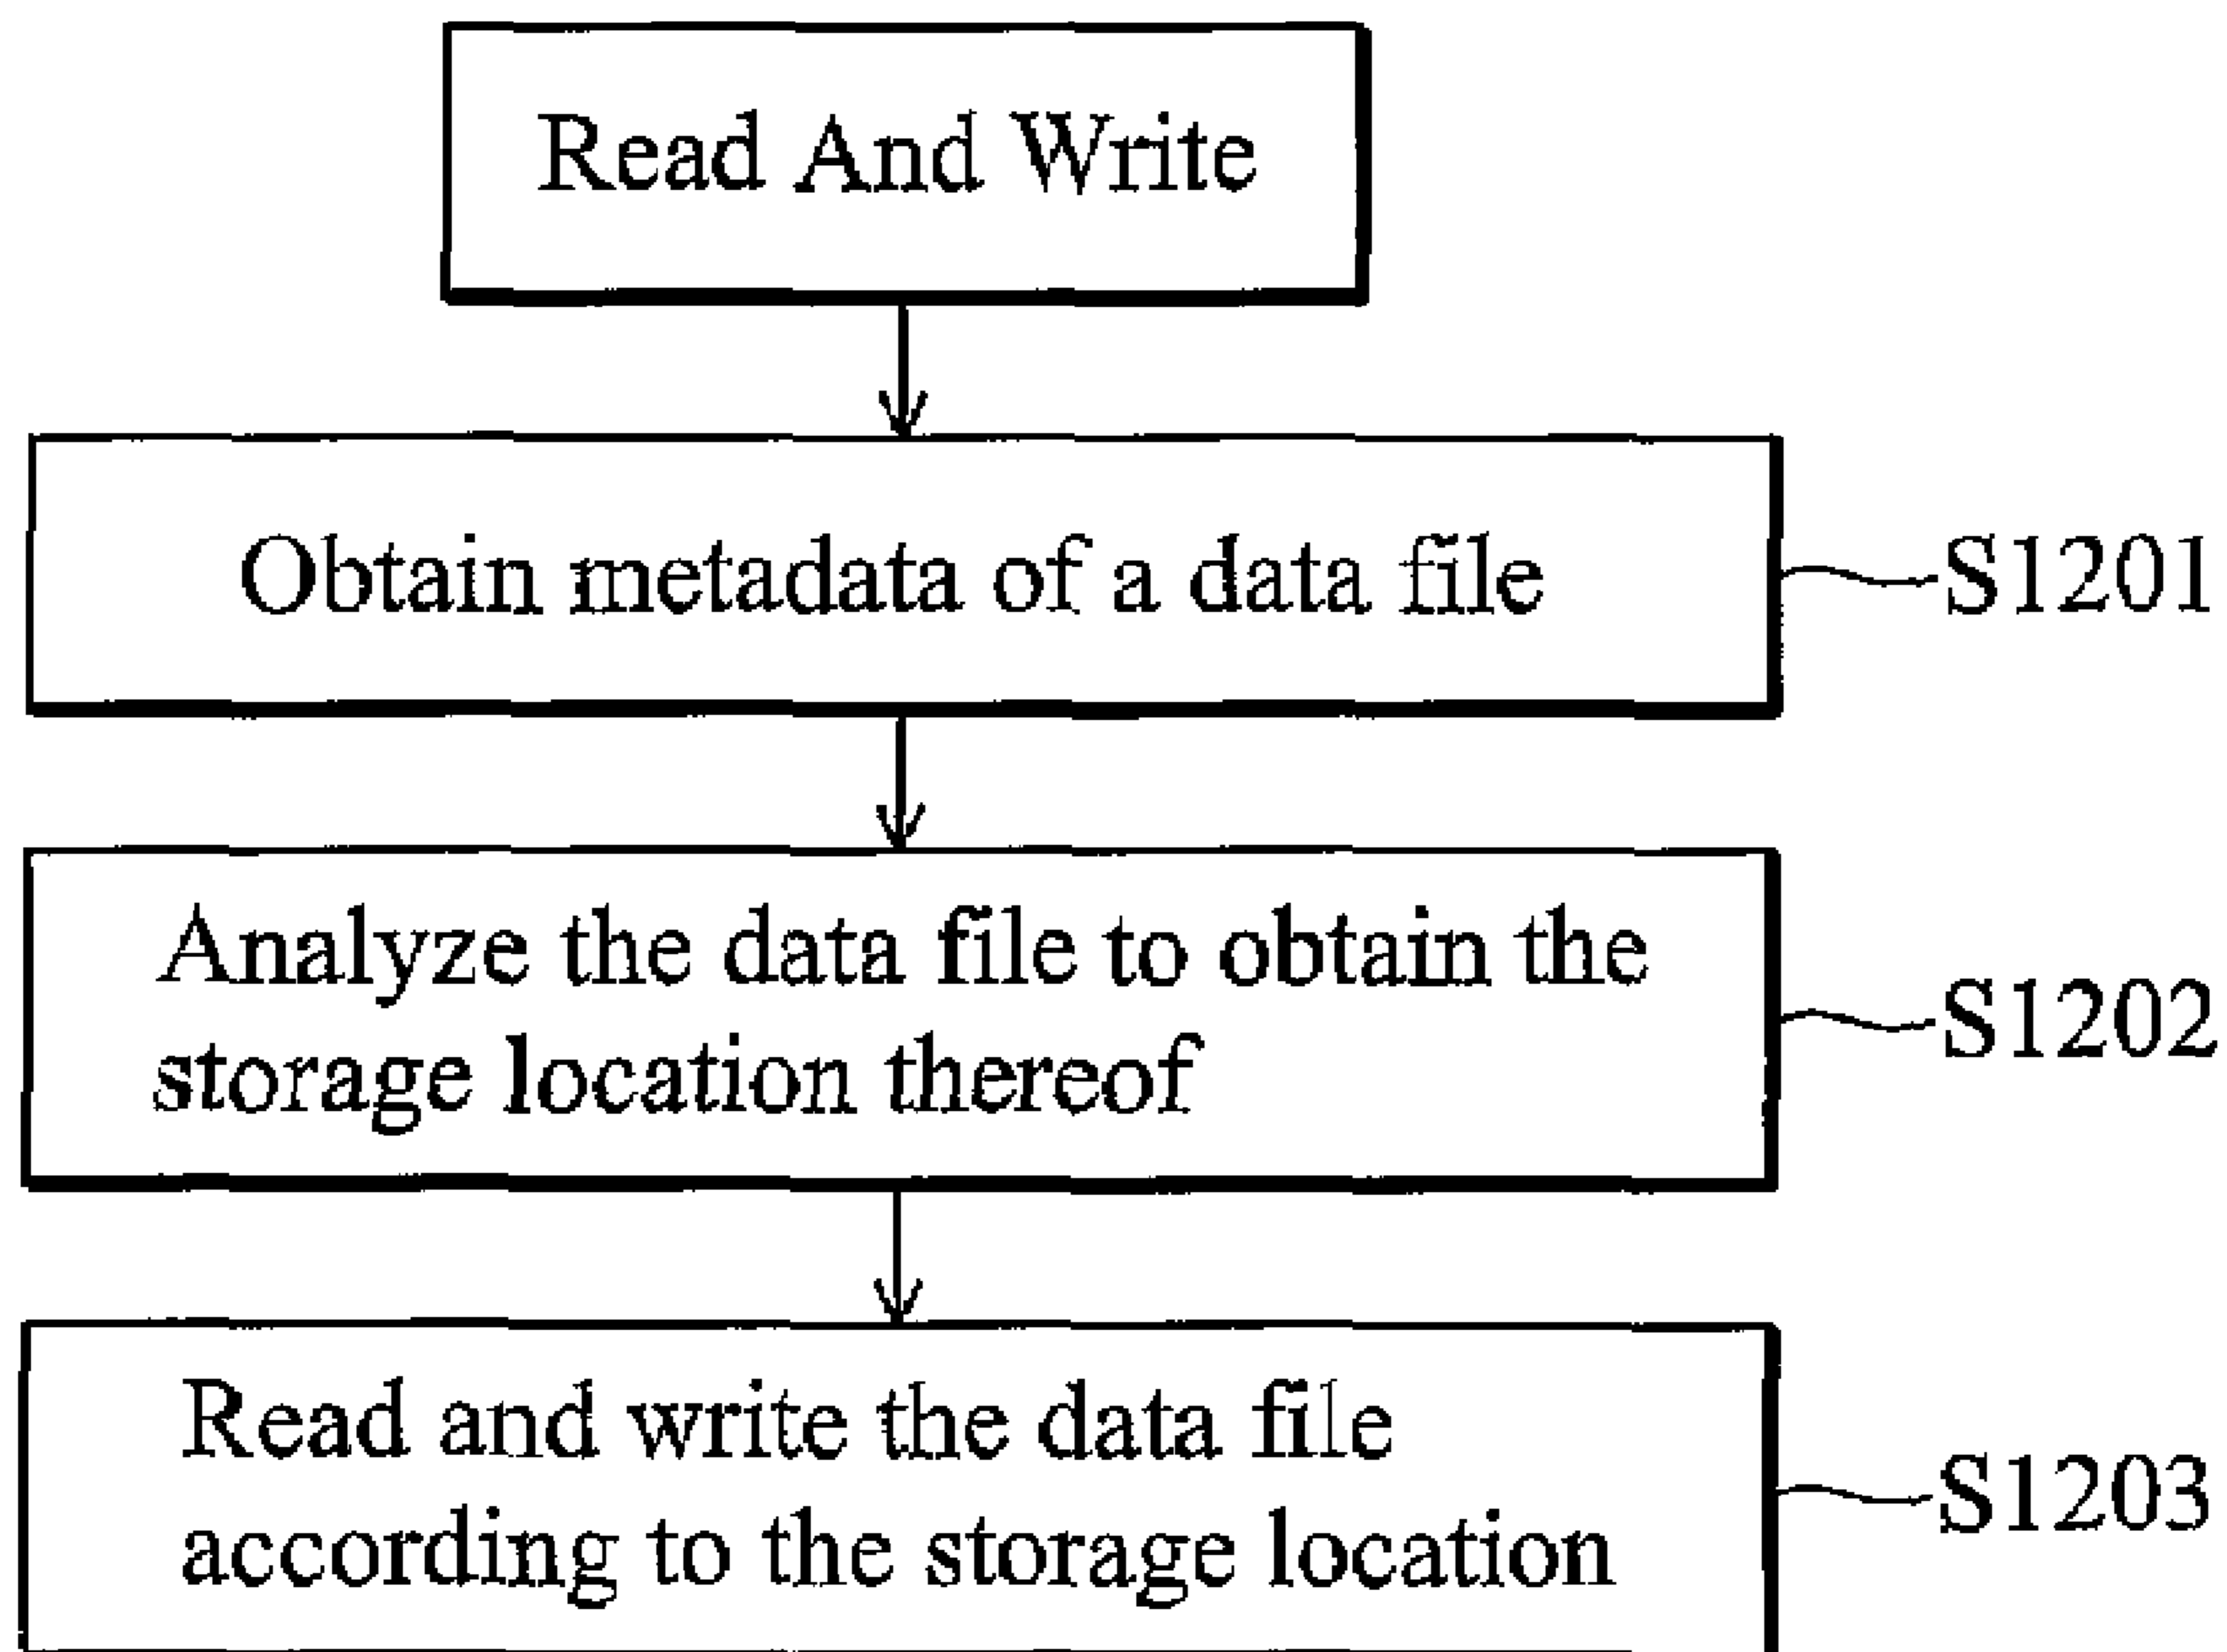 Read And Write
Obtain metadata of a data file
S1201
Analyze the data file to obtain the
storage location thereof
S1202
Read and write the data file
according to the storage location
S1203